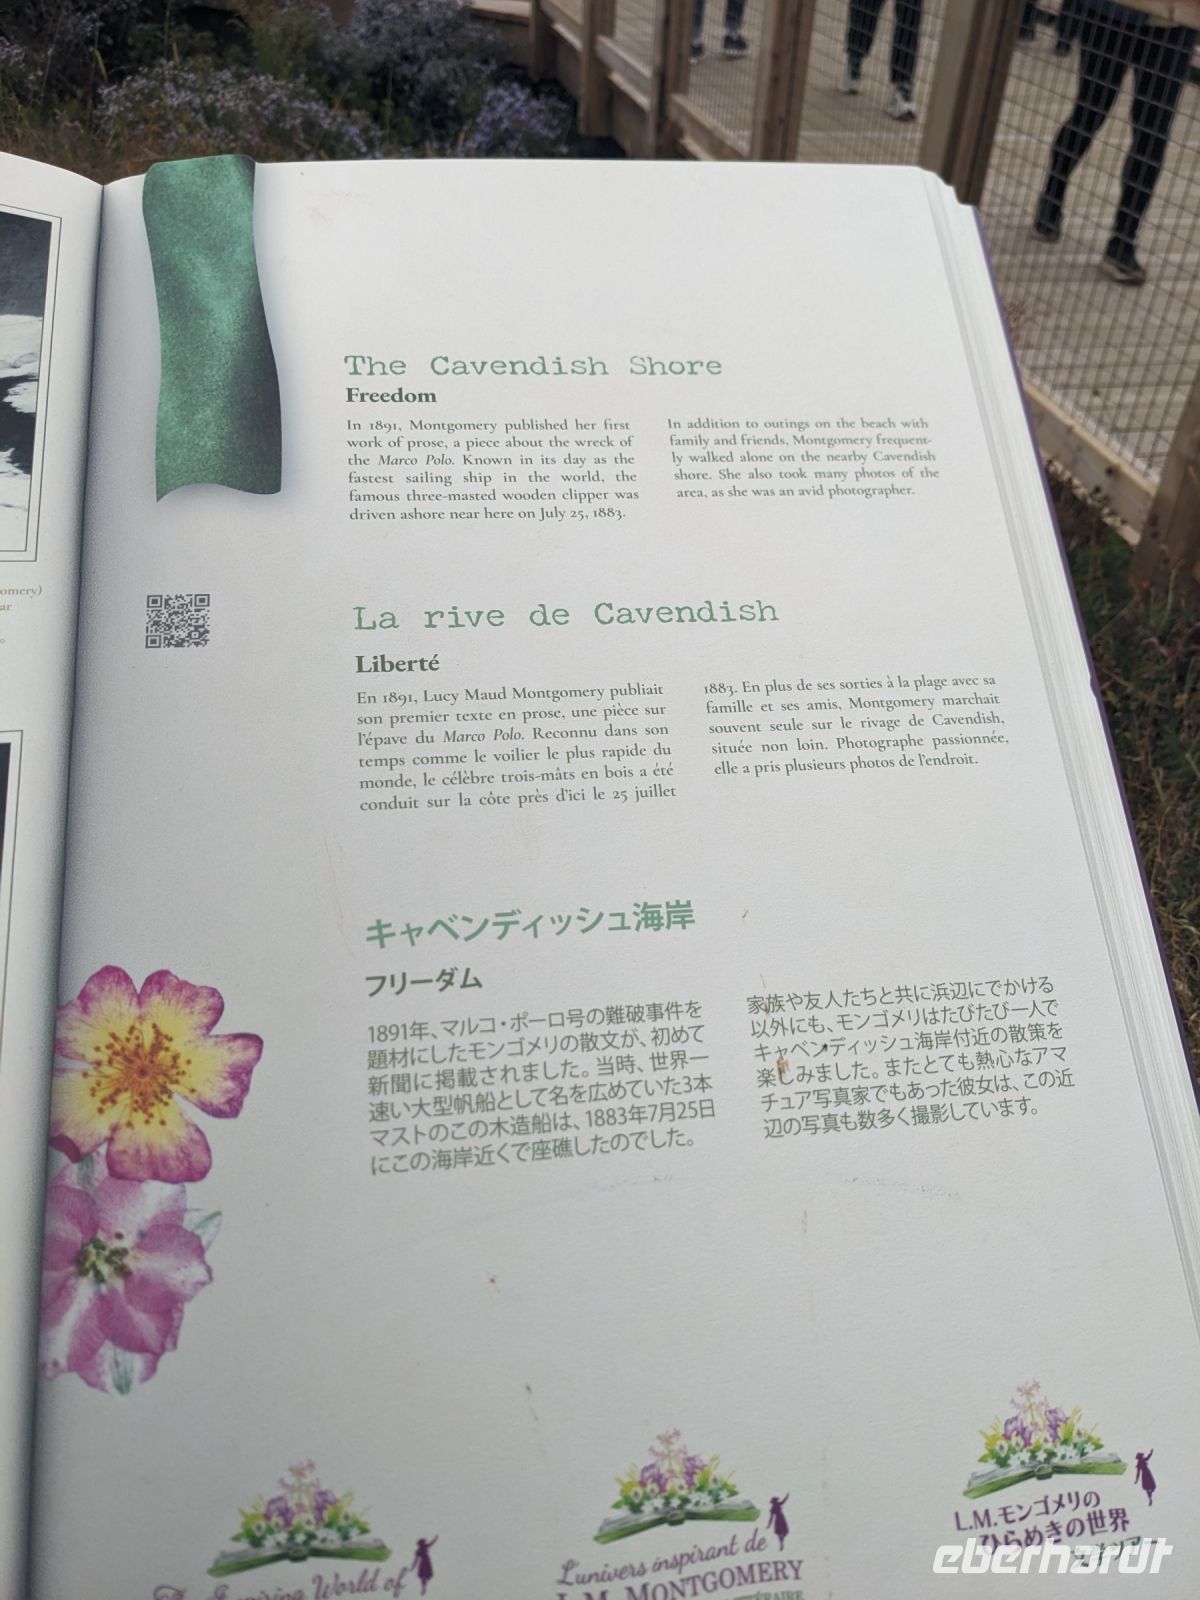 omery)
ar
The Cavendish Shore
Freedom
In 1891, Montgomery published her first
work of prose, a piece about the wreck of
the Marco Polo. Known in its day as the
fastest sailing ship in the world, the
famous three-masted wooden clipper was
driven ashore near here on July 25, 1883.
In addition to outings on the beach with
family and friends, Montgomery frequent-
ly walked alone on the nearby Cavendish
shore. She also took many photos of the
area, as she was an avid photographer.
La rive de Cavendish
Liberté
En 1891, Lucy Maud Montgomery publiait
son premier texte en prose, une pièce sur
l'épave du Marco Polo. Reconnu dans son
temps comme le voilier le plus rapide du
monde, le célèbre trois-mâts en bois a été
conduit sur la côte près d'ici le 25 juillet
1883. En plus de ses sorties à la plage avec sa
famille et ses amis, Montgomery marchait
souvent seule sur le rivage de Cavendish,
située non loin. Photographe passionnée,
elle a pris plusieurs photos de l'endroit.
キャベンディッシュ海岸
フリーダム
1891年、マルコ・ポーロ号の難破事件を
題材にしたモンゴメリの散文が、初めて
新聞に掲載されました。当時、世界一
速い大型帆船として名を広めていた3本
マストのこの木造船は、1883年7月25日
にこの海岸近くで座礁したのでした。
家族や友人たちと共に浜辺にでかける
以外にも、モンゴメリはたびたび一人で
キャベンディッシュ海岸付近の散策を
楽しみました。またとても熱心なアマ
チュア写真家でもあった彼女は、この近
辺の写真も数多く撮影しています。
The Inspiring World of
L'univers inspirant de
L.M. MONTGOMERY
L.M.モンゴメリの
ひらめきの世界
eberhardt